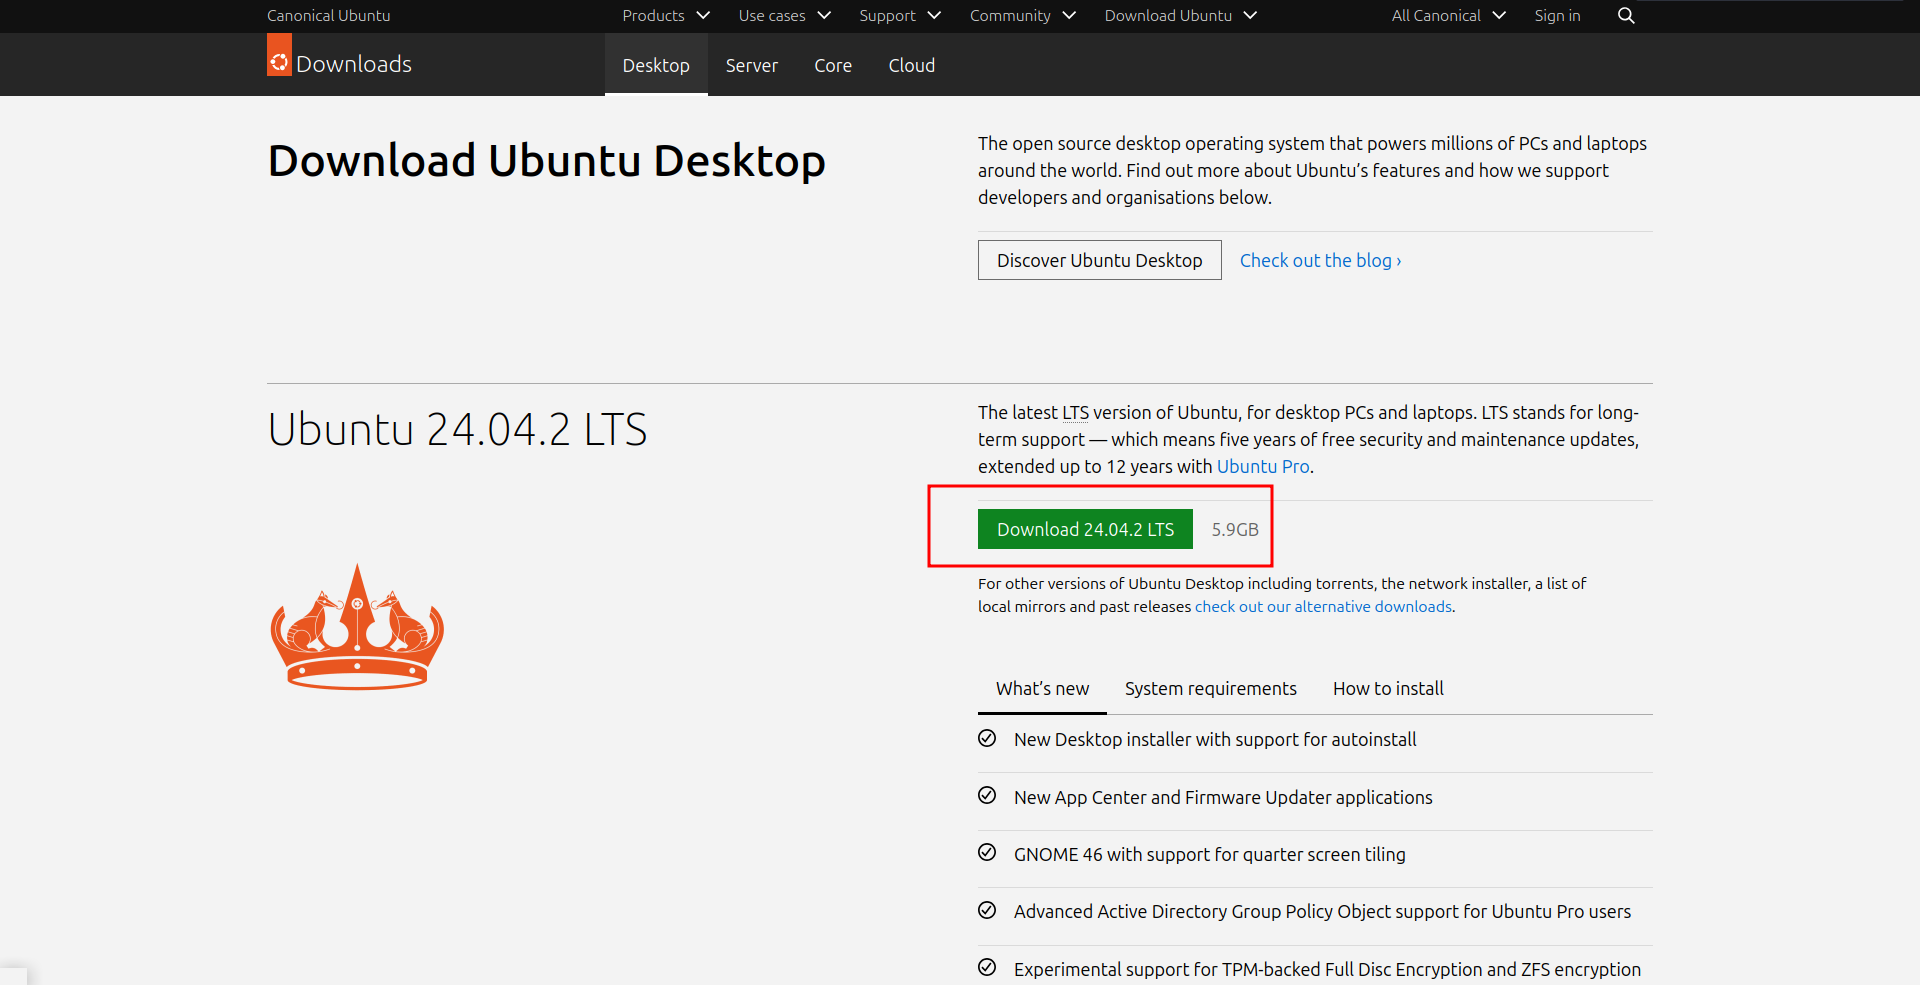 Canonical Ubuntu
Products
Use cases
Support
Community
Download Ubuntu
All Canonical
Sign in
Downloads
Desktop
Server
Core
Cloud
Download Ubuntu Desktop
The open source desktop operating system that powers millions of PCs and laptops
around the world. Find out more about Ubuntu’s features and how we support
developers and organisations below.
Discover Ubuntu Desktop
Check out the blog ›
Ubuntu 24.04.2 LTS
The latest LTS version of Ubuntu, for desktop PCs and laptops. LTS stands for long-
term support — which means five years of free security and maintenance updates,
extended up to 12 years with Ubuntu Pro.
Download 24.04.2 LTS
5.9GB
For other versions of Ubuntu Desktop including torrents, the network installer, a list of
local mirrors and past releases check out our alternative downloads.
What’s new
System requirements
How to install
New Desktop installer with support for autoinstall
New App Center and Firmware Updater applications
GNOME 46 with support for quarter screen tiling
Advanced Active Directory Group Policy Object support for Ubuntu Pro users
Experimental support for TPM-backed Full Disc Encryption and ZFS encryption